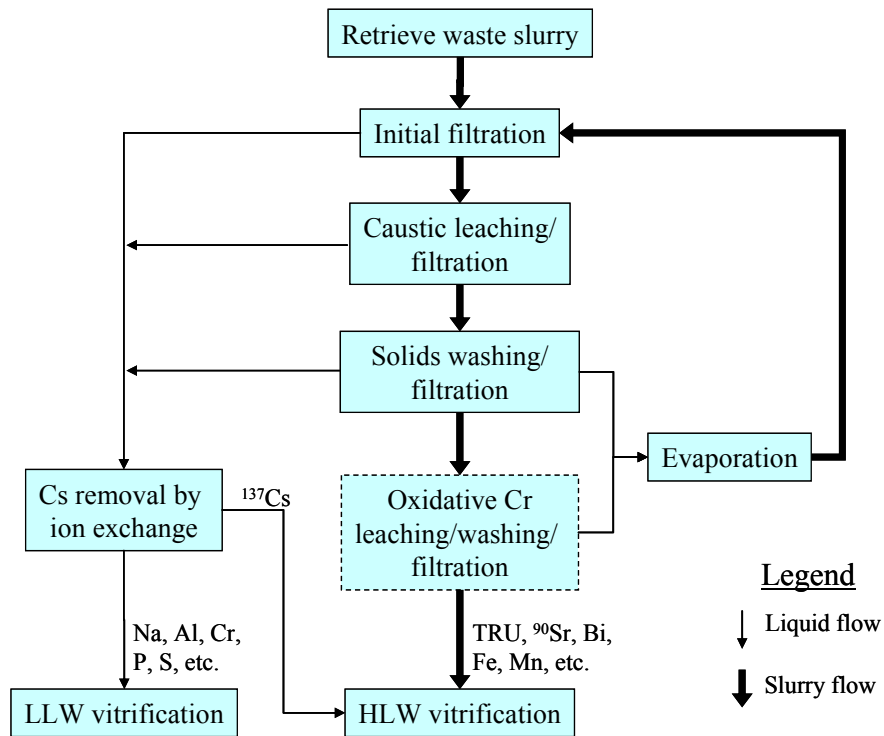 Retrieve waste slurry
Initial filtration
Caustic leaching/
filtration
Solids washing/
filtration
Evaporation
Cs removal by
ion exchange
¹³⁷Cs
Oxidative Cr
leaching/washing/
filtration
Legend
Liquid flow
Slurry flow
Na, Al, Cr,
P, S, etc.
TRU, ⁹⁰Sr, Bi,
Fe, Mn, etc.
LLW vitrification
HLW vitrification